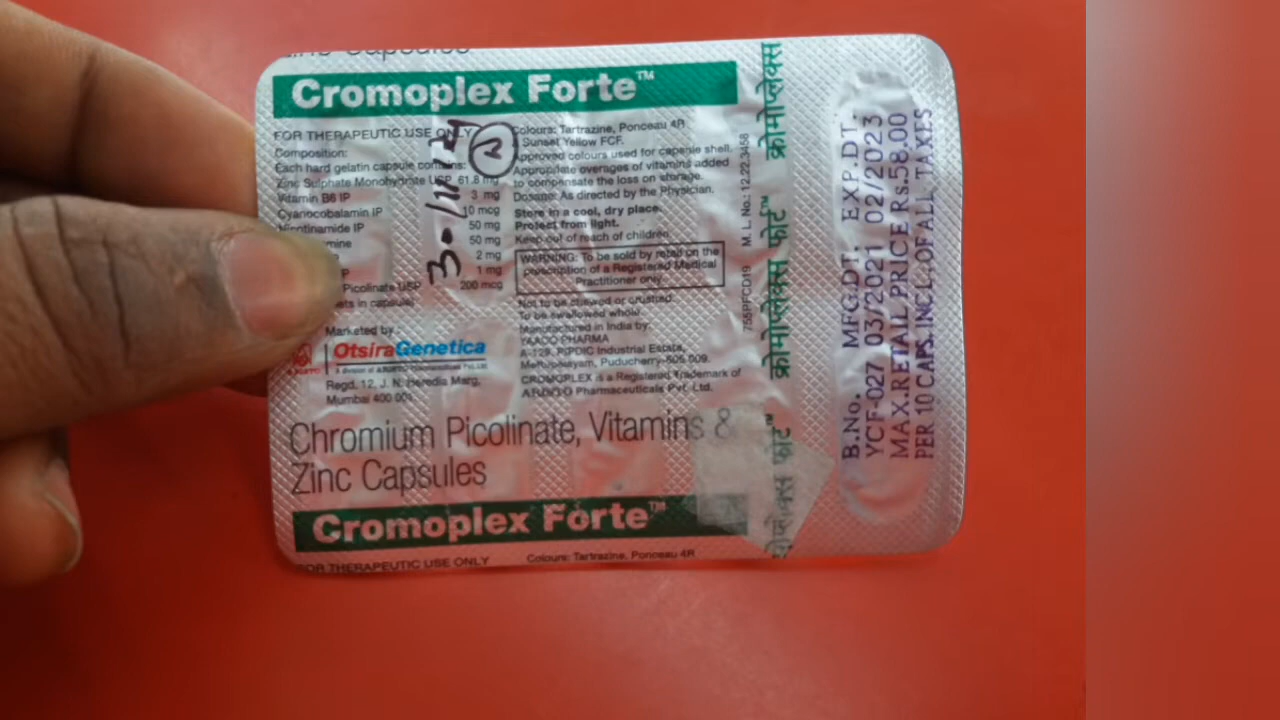 Cromoplex Forte™
FOR THERAPEUTIC USE ONLY
Composition:
Each hard gelatin capsule contains:
Zinc Sulphate Monohydrate USP 61.8 mg
Vitamin B6 IP 3 mg
Cyanocobalamin IP 10 mcg
Nicotinamide IP 50 mg
50 mg
2 mg
1 mg
Picolinate USP 200 mcg
in capsule)
Marketed by :
OtsiraGenetica
Regd. 12, J. N. Heredia Marg,
Mumbai 400 001.
Colours: Tartrazine, Ponceau 4R
& Sunset Yellow FCF.
Approved colours used for capsule shell.
Appropriate overages of vitamins added
to compensate the loss on storage.
Dosage: As directed by the Physician.
Store in a cool, dry place.
Protect from light.
Keep out of reach of children.
WARNING: To be sold by retail on the
prescription of a Registered Medical
Practitioner only.
Not to be chewed or crushed.
To be swallowed whole.
Manufactured in India by:
PHARMA
A-129, PIPDIC Industrial Estate,
Mettupalayam, Puducherry-605 009.
CROMOPLEX is a Registered Trademark of
Pharmaceuticals Pvt. Ltd.
Chromium Picolinate, Vitamins &
Zinc Capsules
Cromoplex Forte™
FOR THERAPEUTIC USE ONLY
Colours: Tartrazine, Ponceau 4R
755PFCD19 M. L. No.: 12.22.3458
क्रोमोप्लेक्स फोर्ट™ क्रोमोप्लेक्स
फोर्ट™
B.No. MFG.DT. EXP.DT.
YCF-027 03/2021 02/2023
MAX.RETAIL PRICE Rs.58.00
PER 10 CAPS.INCL.OF ALL TAXES